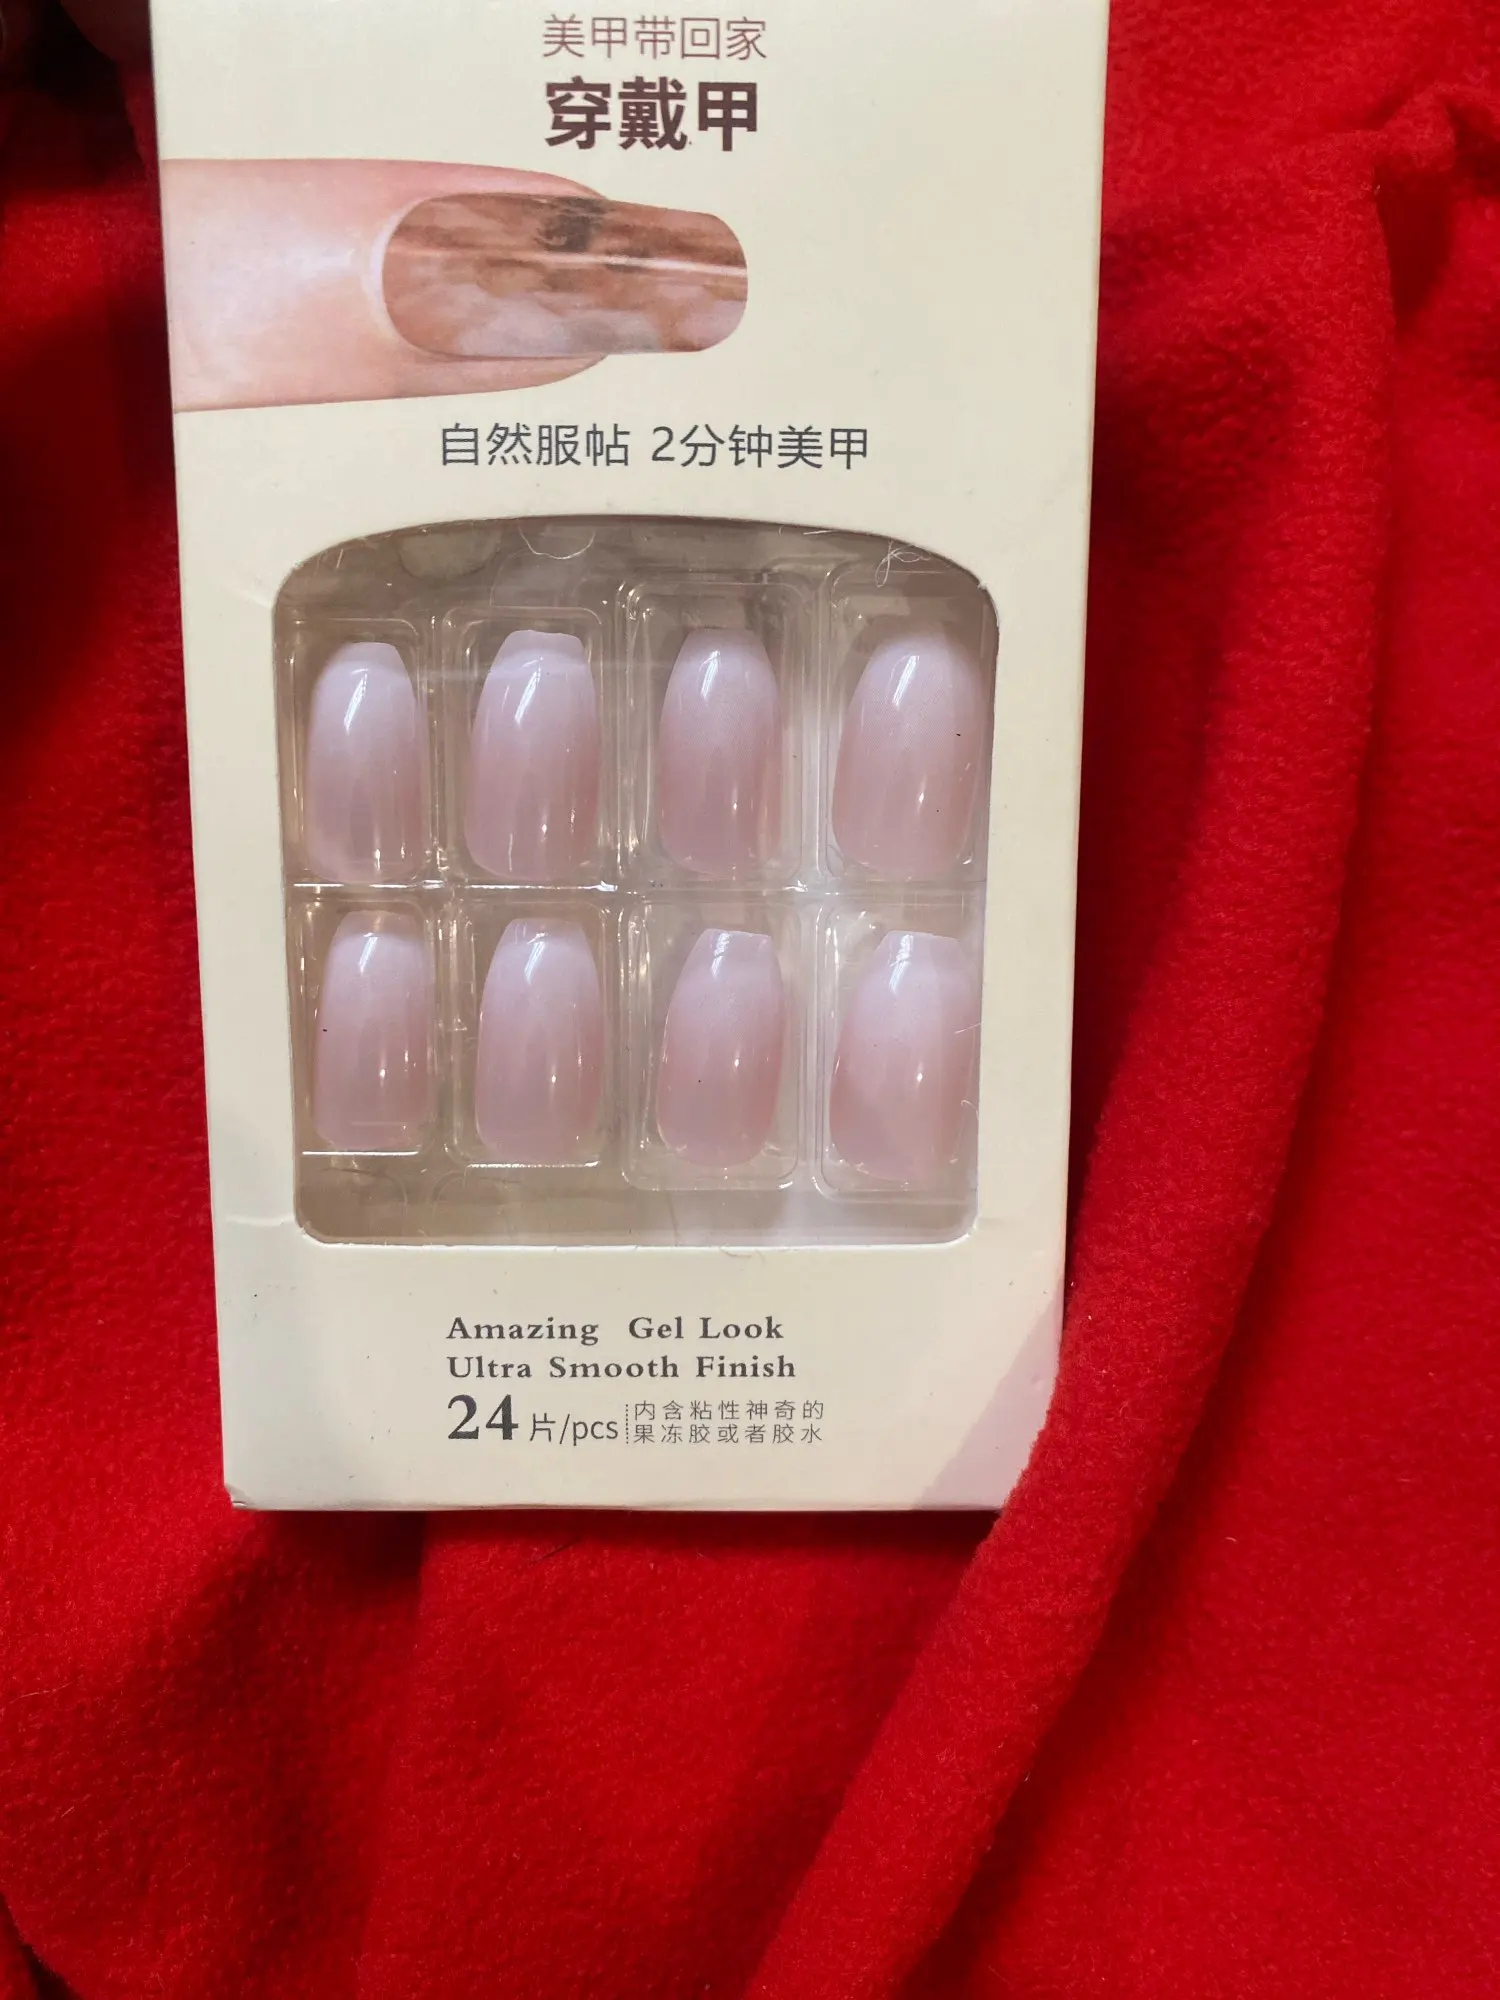 美甲带回家
穿戴甲
自然服帖 2分钟美甲
Amazing Gel Look
Ultra Smooth Finish
24片/pcs
内含粘性神奇的
果冻胶或者胶水